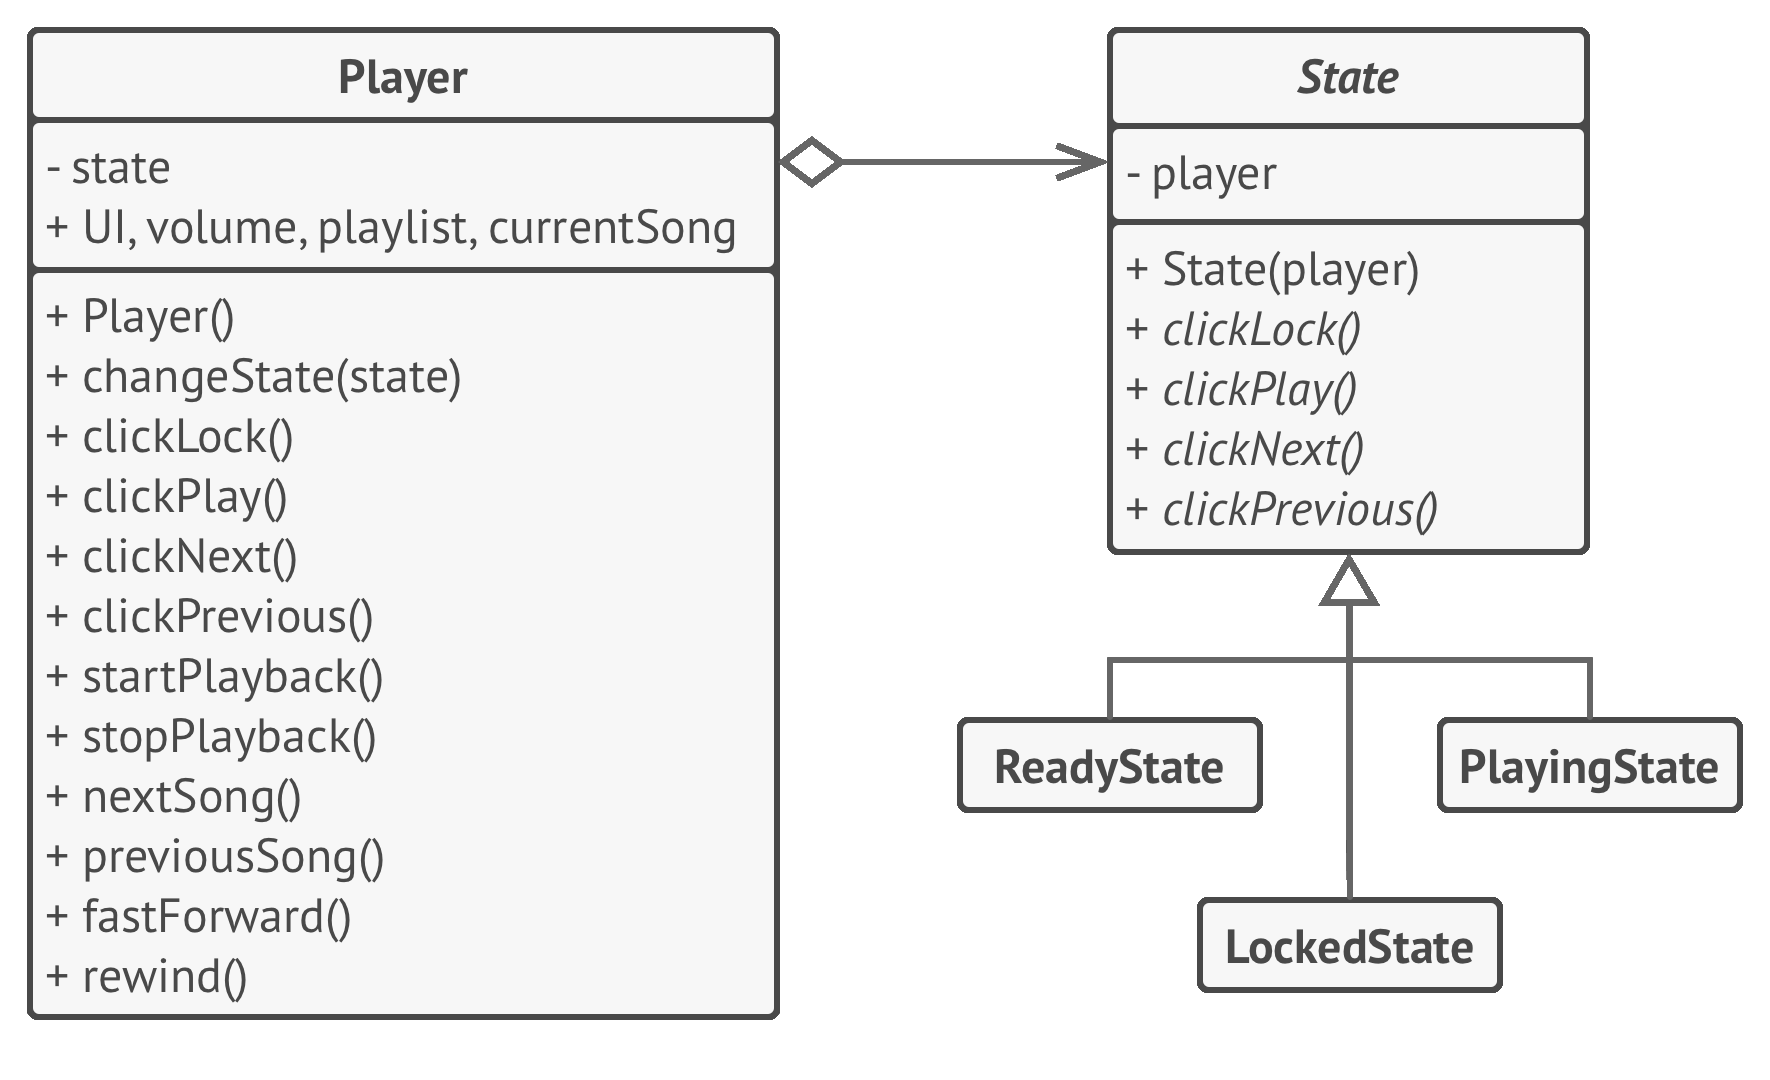 Player
- state
+ UI, volume, playlist, currentSong
+ Player()
+ changeState(state)
+ clickLock()
+ clickPlay()
+ clickNext()
+ clickPrevious()
+ startPlayback()
+ stopPlayback()
+ nextSong()
+ previousSong()
+ fastForward()
+ rewind()
State
- player
+ State(player)
+ clickLock()
+ clickPlay()
+ clickNext()
+ clickPrevious()
ReadyState
PlayingState
LockedState